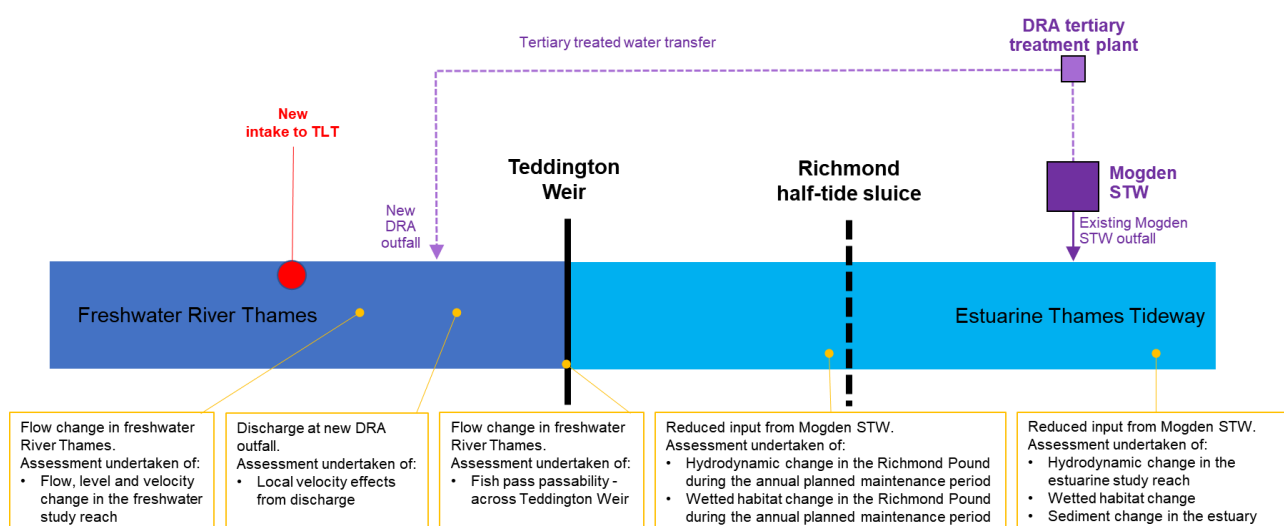 DRA tertiary
treatment plant
Tertiary treated water transfer
New
intake to TLT
Teddington
Weir
Richmond
half-tide sluice
Mogden
STW
New
DRA
outfall
Existing Mogden
STW outfall
Freshwater River Thames
Estuarine Thames Tideway
Flow change in freshwater
River Thames.
Assessment undertaken of:
• Flow, level and velocity
change in the freshwater
study reach
Discharge at new DRA
outfall.
Assessment undertaken of:
• Local velocity effects
from discharge
Flow change in freshwater
River Thames.
Assessment undertaken of:
• Fish pass passability -
across Teddington Weir
Reduced input from Mogden STW.
Assessment undertaken of:
• Hydrodynamic change in the Richmond Pound
during the annual planned maintenance period
• Wetted habitat change in the Richmond Pound
during the annual planned maintenance period
Reduced input from Mogden STW.
Assessment undertaken of:
• Hydrodynamic change in the
estuarine study reach
• Wetted habitat change
• Sediment change in the estuary